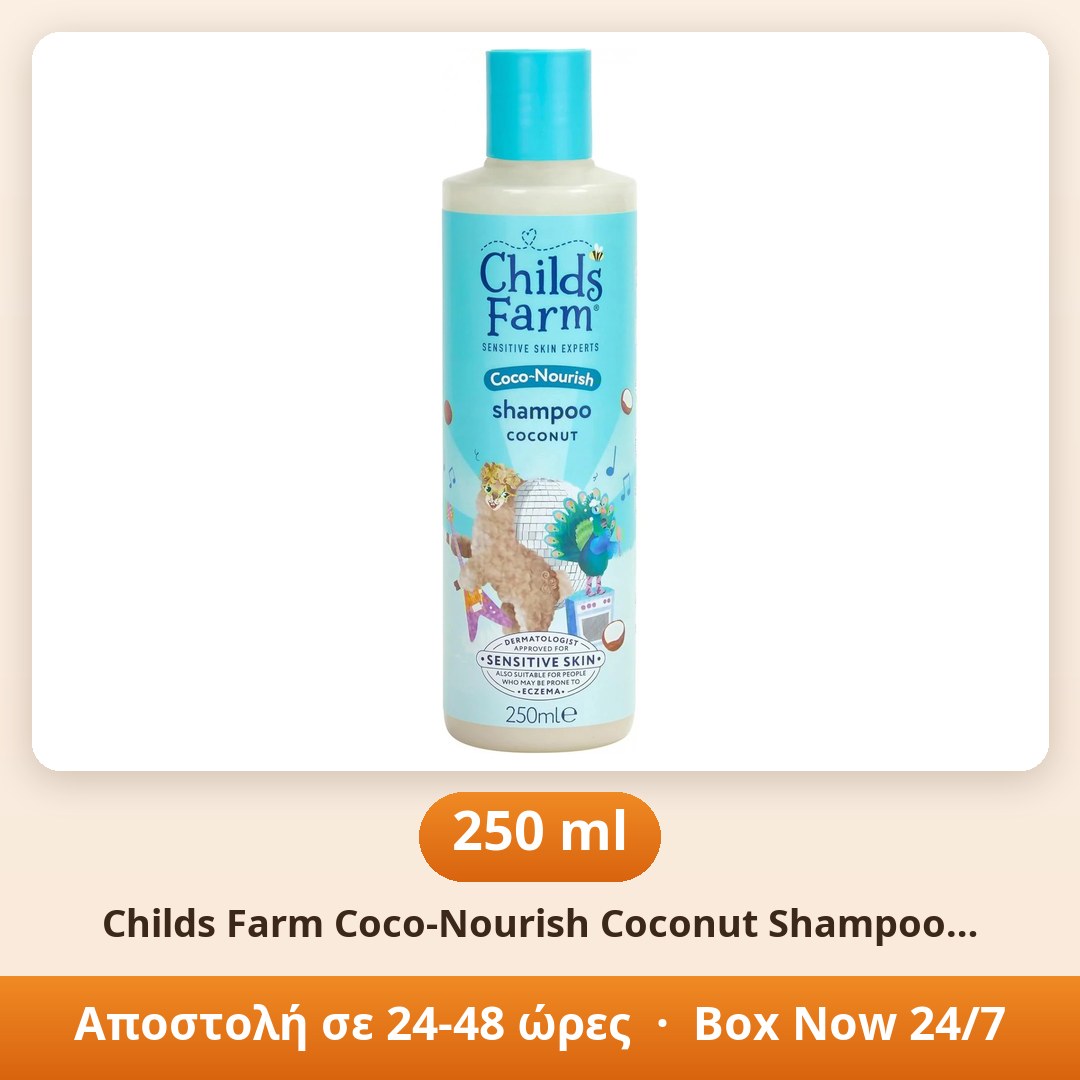 Childs
Farm®
SENSITIVE SKIN EXPERTS
Coco-Nourish
shampoo
COCONUT
DERMATOLOGIST
APPROVED FOR
•SENSITIVE SKIN•
ALSO SUITABLE FOR PEOPLE
WHO MAY BE PRONE TO
•ECZEMA•
250ml℮
250 ml
Childs Farm Coco-Nourish Coconut Shampoo...
Αποστολή σε 24-48 ώρες · Box Now 24/7